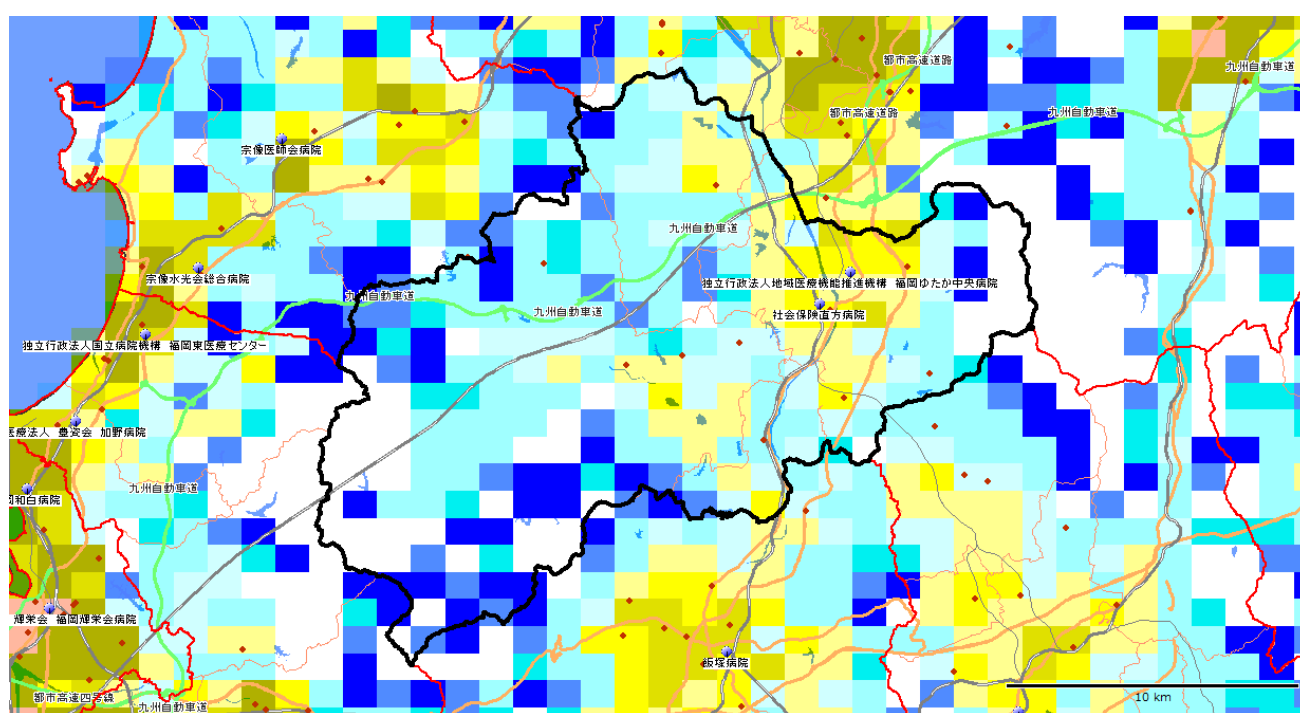 都市高速道路
九州自動車道
都市高速道路
九州自動車道
宗像医師会病院
九州自動車道
宗像水光会総合病院
独立行政法人地域医療機能推進機構 福岡ゆたか中央病院
九州自動車道
九州自動車道
社会保険直方病院
独立行政法人国立病院機構 福岡東医療センター
医療法人 豊資会 加野病院
九州自動車道
岡和白病院
輝栄会 福岡輝栄会病院
飯塚病院
都市高速四号線
九州自動車道
10 km